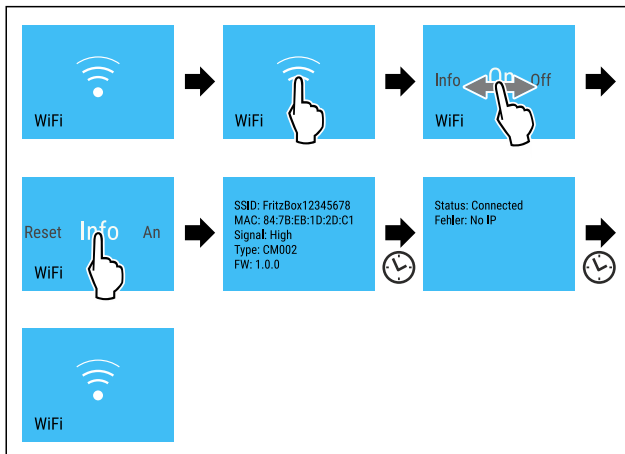 WiFi
WiFi
Info On Off
WiFi
Reset Info An
WiFi
SSID: FritzBox12345678
MAC: 84:7B:EB:1D:2D:C1
Signal: High
Type: CM002
FW: 1.0.0
Status: Connected
Fehler: No IP
WiFi